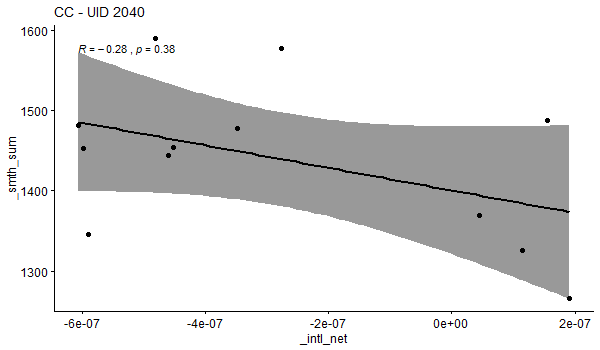 CC - UID 2040
R = − 0.28 , p = 0.38
1600
1500
1400
1300
_smth_sum
-6e-07 -4e-07 -2e-07 0e+00 2e-07
_intl_net